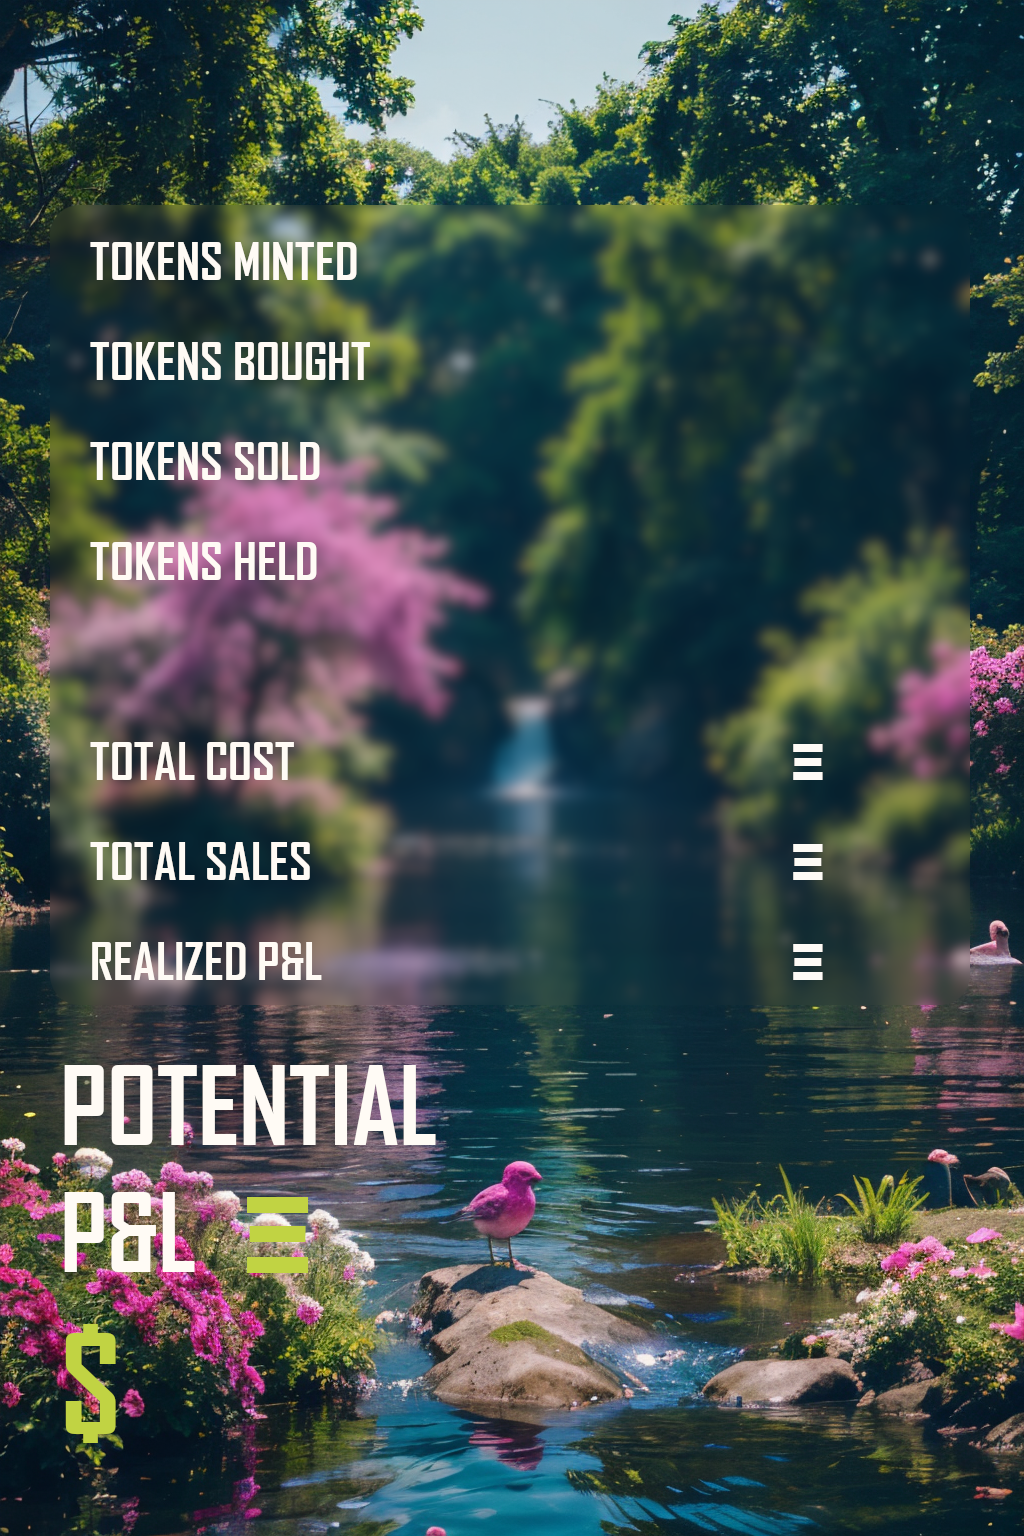 TOKENS MINTED
TOKENS BOUGHT
TOKENS SOLD
TOKENS HELD
TOTAL COST Ξ
TOTAL SALES Ξ
REALIZED P&L Ξ
POTENTIAL
P&L Ξ
$